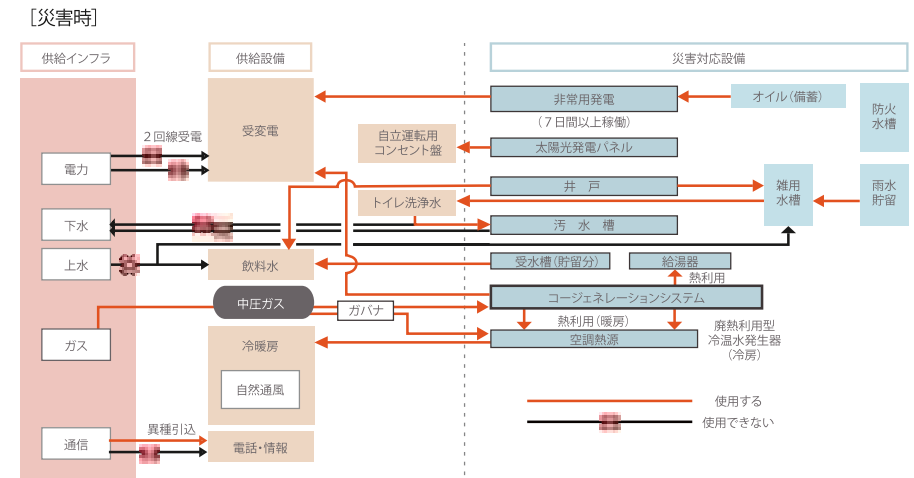 ［災害時］
供給インフラ
供給設備
災害対応設備
電力
2回線受電
受変電
自立運転用
コンセント盤
非常用発電
（7日間以上稼働）
オイル（備蓄）
防火
水槽
太陽光発電パネル
井　戸
雑用
水槽
雨水
貯留
下水
トイレ洗浄水
汚　水　槽
上水
飲料水
受水槽（貯留分）
給湯器
熱利用
中圧ガス
ガバナ
コージェネレーションシステム
熱利用（暖房）
廃熱利用型
冷温水発生器
（冷房）
ガス
冷暖房
空調熱源
自然通風
通信
異種引込
電話・情報
使用する
使用できない